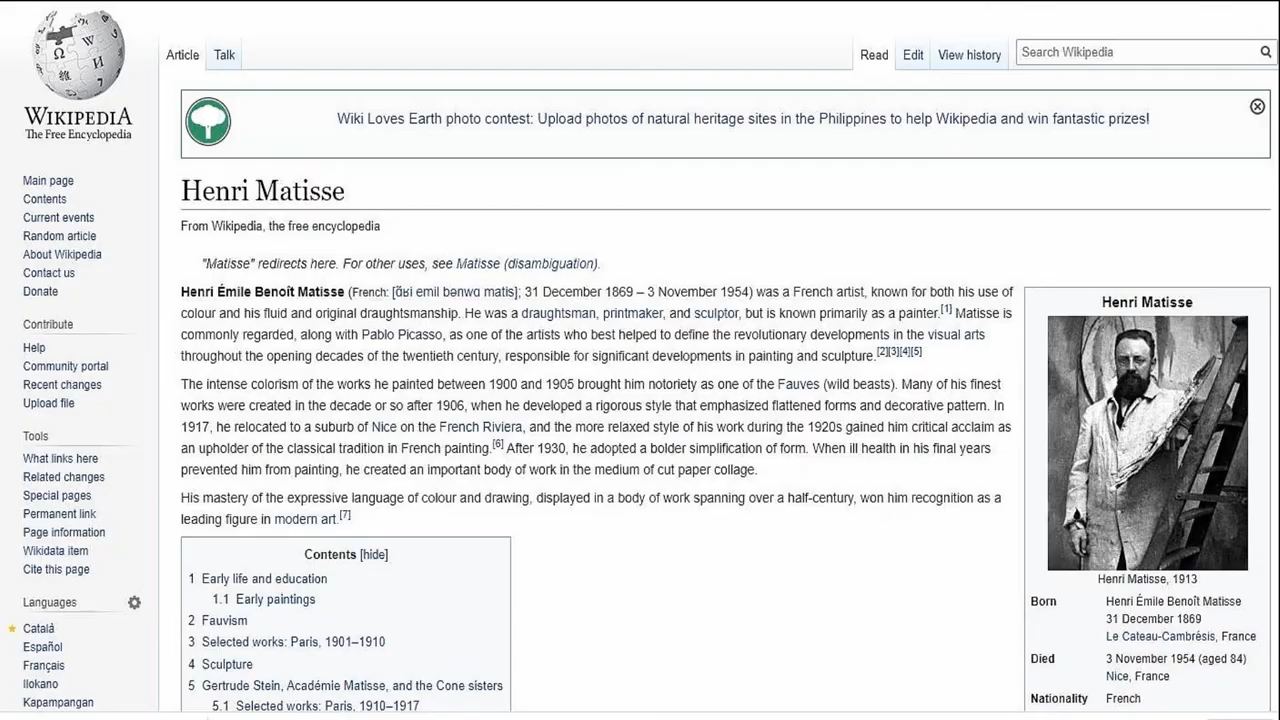 WIKIPEDIA
The Free Encyclopedia
Main page
Contents
Current events
Random article
About Wikipedia
Contact us
Donate
Contribute
Help
Community portal
Recent changes
Upload file
Tools
What links here
Related changes
Special pages
Permanent link
Page information
Wikidata item
Cite this page
Languages
Català
Español
Français
Ilokano
Kapampangan
Article Talk
Read Edit View history Search Wikipedia
Wiki Loves Earth photo contest: Upload photos of natural heritage sites in the Philippines to help Wikipedia and win fantastic prizes!
Henri Matisse
From Wikipedia, the free encyclopedia
"Matisse" redirects here. For other uses, see Matisse (disambiguation).
Henri Émile Benoît Matisse (French: [ɑ̃ʁi emil bənwɑ matis]; 31 December 1869 – 3 November 1954) was a French artist, known for both his use of
colour and his fluid and original draughtsmanship. He was a draughtsman, printmaker, and sculptor, but is known primarily as a painter.[1] Matisse is
commonly regarded, along with Pablo Picasso, as one of the artists who best helped to define the revolutionary developments in the visual arts
throughout the opening decades of the twentieth century, responsible for significant developments in painting and sculpture.[2][3][4][5]
The intense colorism of the works he painted between 1900 and 1905 brought him notoriety as one of the Fauves (wild beasts). Many of his finest
works were created in the decade or so after 1906, when he developed a rigorous style that emphasized flattened forms and decorative pattern. In
1917, he relocated to a suburb of Nice on the French Riviera, and the more relaxed style of his work during the 1920s gained him critical acclaim as
an upholder of the classical tradition in French painting.[6] After 1930, he adopted a bolder simplification of form. When ill health in his final years
prevented him from painting, he created an important body of work in the medium of cut paper collage.
His mastery of the expressive language of colour and drawing, displayed in a body of work spanning over a half-century, won him recognition as a
leading figure in modern art.[7]
Contents [hide]
1 Early life and education
1.1 Early paintings
2 Fauvism
3 Selected works: Paris, 1901–1910
4 Sculpture
5 Gertrude Stein, Académie Matisse, and the Cone sisters
5.1 Selected works: Paris, 1910–1917
Henri Matisse
Henri Matisse, 1913
Born Henri Émile Benoît Matisse
31 December 1869
Le Cateau-Cambrésis, France
Died 3 November 1954 (aged 84)
Nice, France
Nationality French